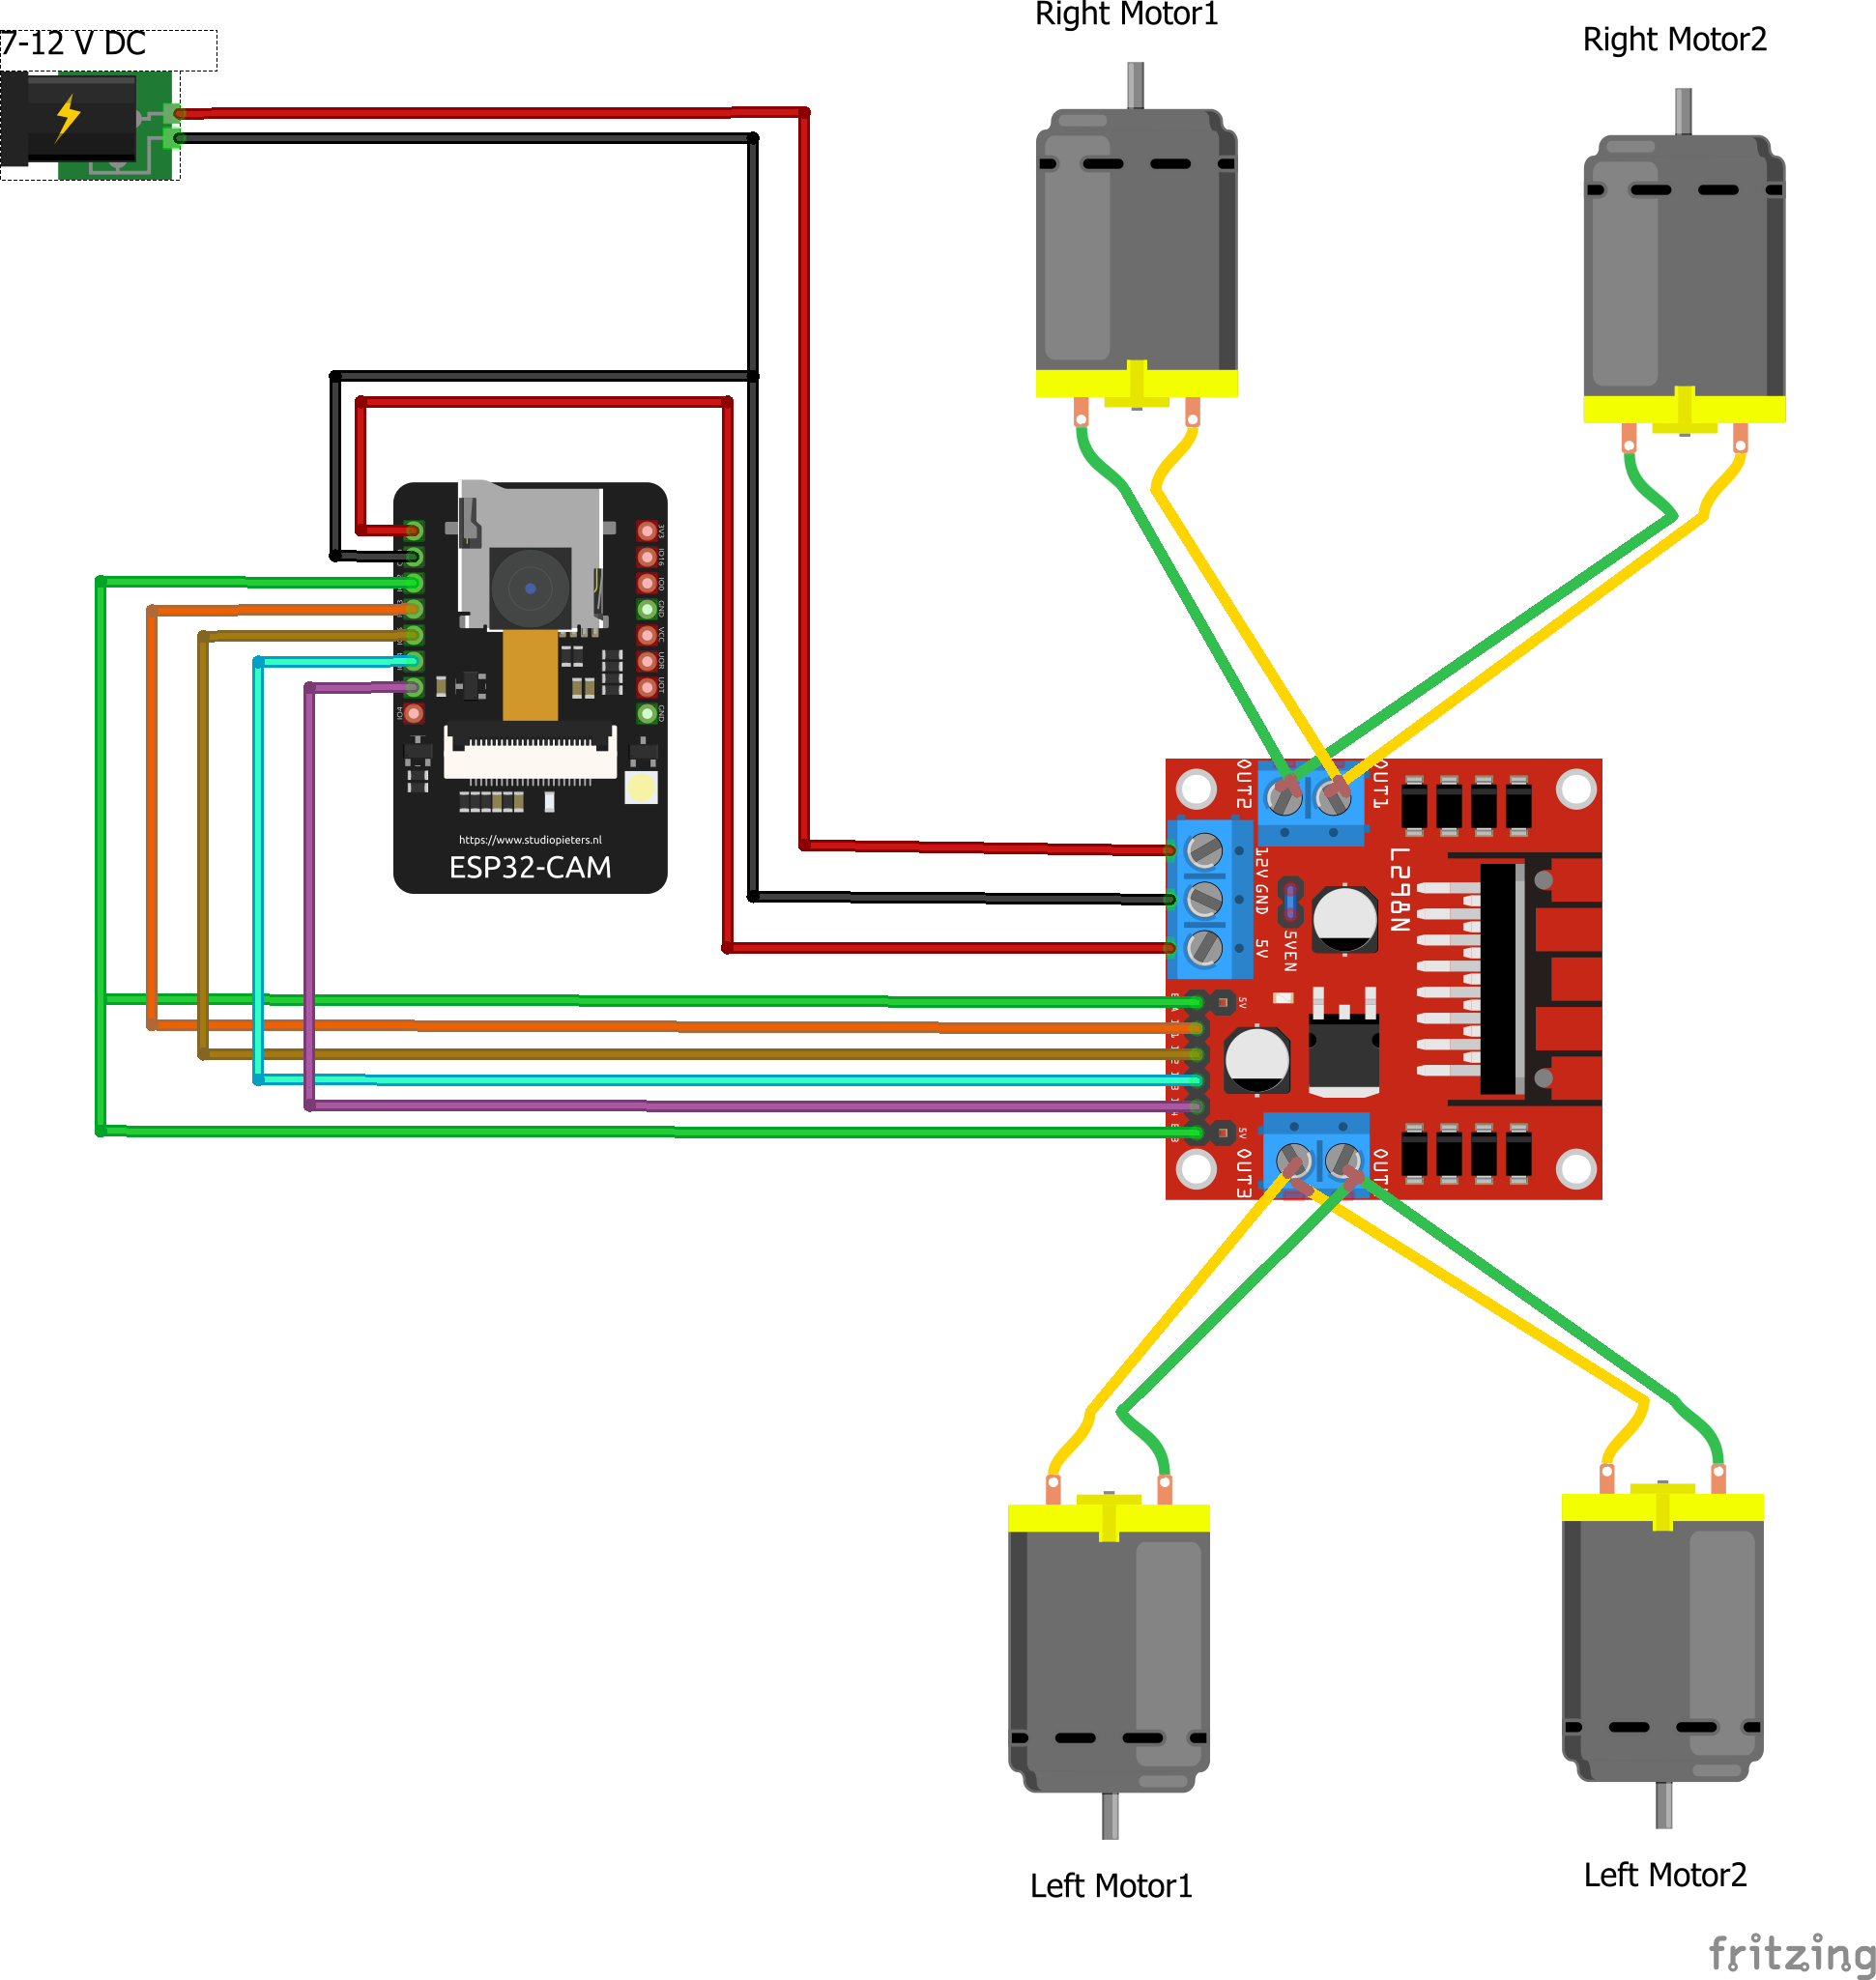 Right Motor1
Right Motor2
7-12 V DC
3V3
IO16
IO0
GND
VCC
UOR
UOT
GND
IO4
https://www.studiopieters.nl
ESP32-CAM
OUT2
OUT1
12V
GND
5V
5VEN
L298N
5V
5V
OUT3
Left Motor1
Left Motor2
fritzing